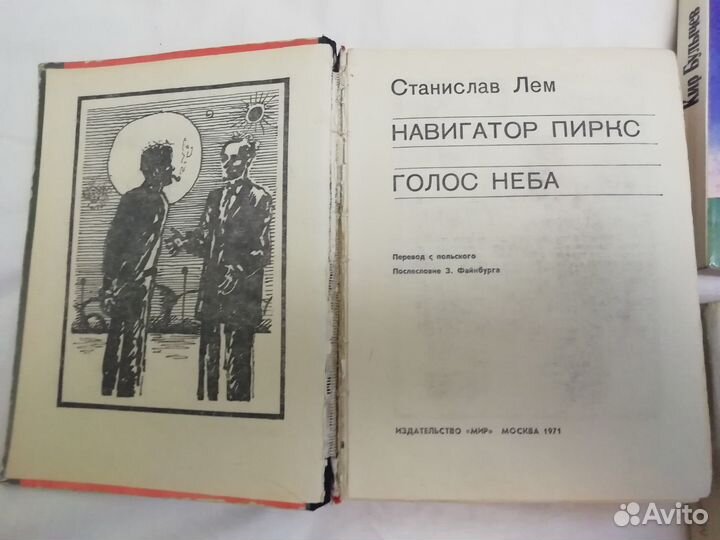 Станислав Лем
НАВИГАТОР ПИРКС
ГОЛОС НЕБА
Перевод с польского
Послесловие З. Файнбурга
ИЗДАТЕЛЬСТВО «МИР» МОСКВА 1971
Кир Булычев
Avito